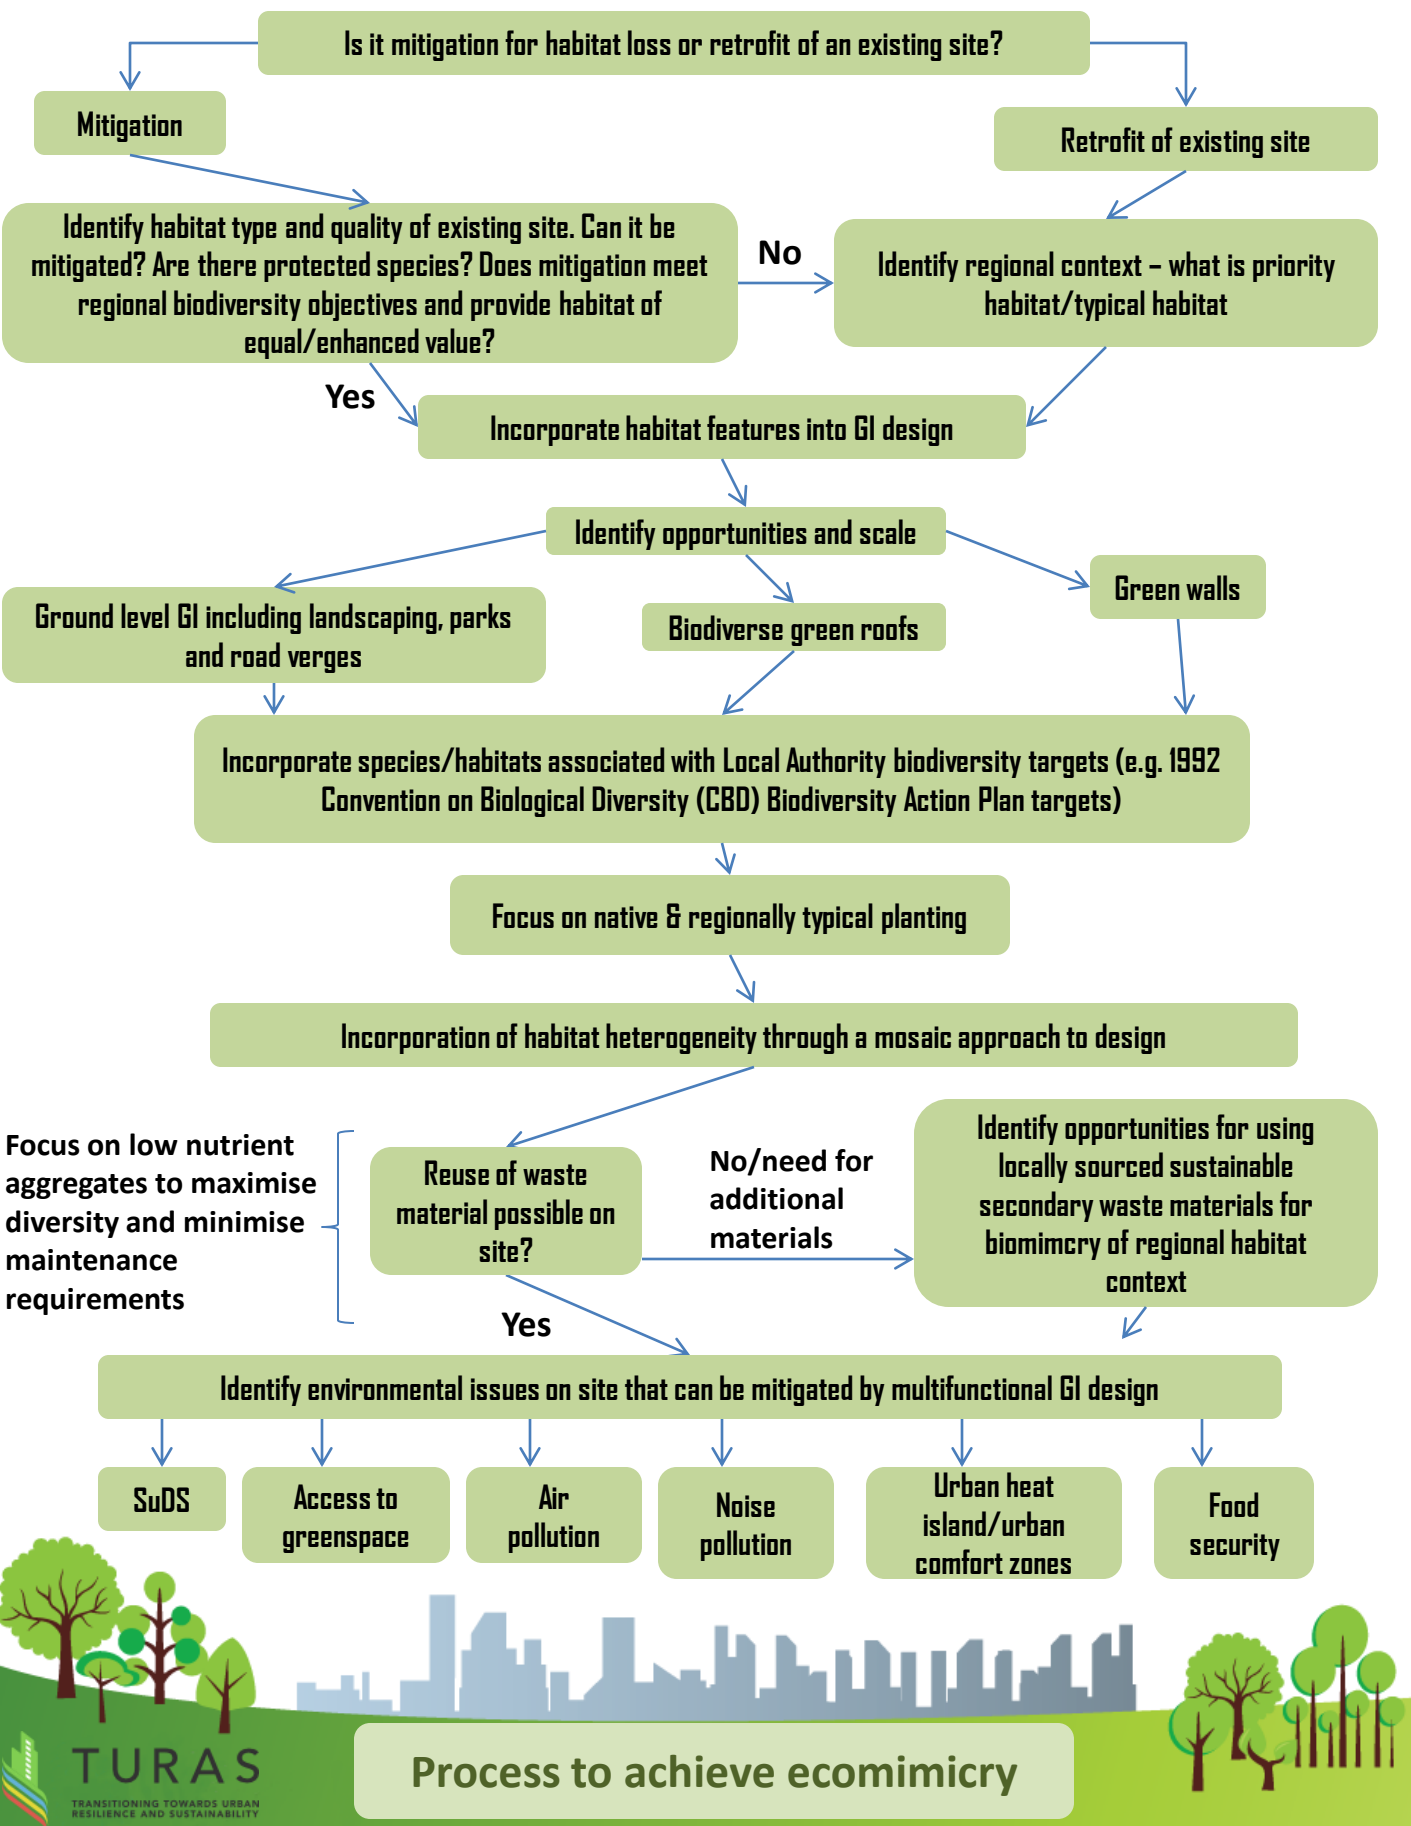 Is it mitigation for habitat loss or retrofit of an existing site?
Mitigation
Retrofit of existing site
Identify habitat type and quality of existing site. Can it be
mitigated? Are there protected species? Does mitigation meet
regional biodiversity objectives and provide habitat of
equal/enhanced value?
No
Identify regional context – what is priority
habitat/typical habitat
Yes
Incorporate habitat features into GI design
Identify opportunities and scale
Ground level GI including landscaping, parks
and road verges
Biodiverse green roofs
Green walls
Incorporate species/habitats associated with Local Authority biodiversity targets (e.g. 1992
Convention on Biological Diversity (CBD) Biodiversity Action Plan targets)
Focus on native & regionally typical planting
Incorporation of habitat heterogeneity through a mosaic approach to design
Focus on low nutrient
aggregates to maximise
diversity and minimise
maintenance
requirements
Reuse of waste
material possible on
site?
No/need for
additional
materials
Identify opportunities for using
locally sourced sustainable
secondary waste materials for
biomimcry of regional habitat
context
Yes
Identify environmental issues on site that can be mitigated by multifunctional GI design
SuDS
Access to
greenspace
Air
pollution
Noise
pollution
Urban heat
island/urban
comfort zones
Food
security
TURAS
TRANSITIONING TOWARDS URBAN
RESILIENCE AND SUSTAINABILITY
Process to achieve ecomimicry